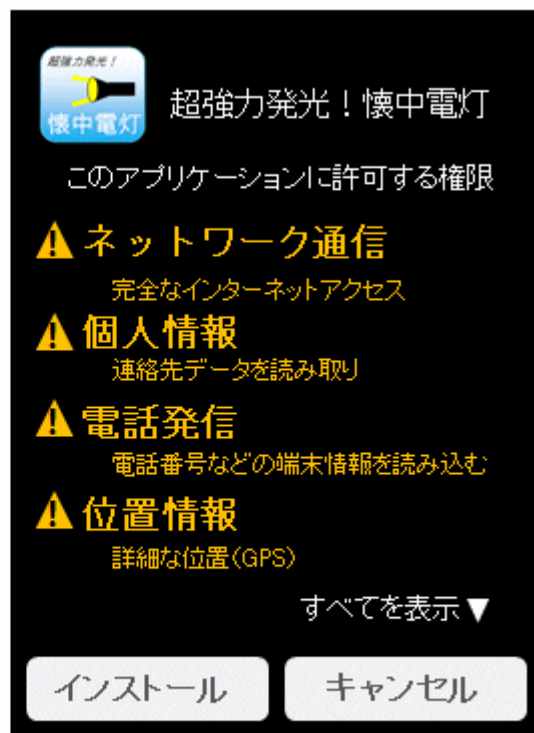 超強力発光！
懐中電灯
超強力発光！懐中電灯
このアプリケーションに許可する権限
ネットワーク通信
完全なインターネットアクセス
個人情報
連絡先データを読み取り
電話発信
電話番号などの端末情報を読み込む
位置情報
詳細な位置(GPS)
すべてを表示▼
インストール
キャンセル